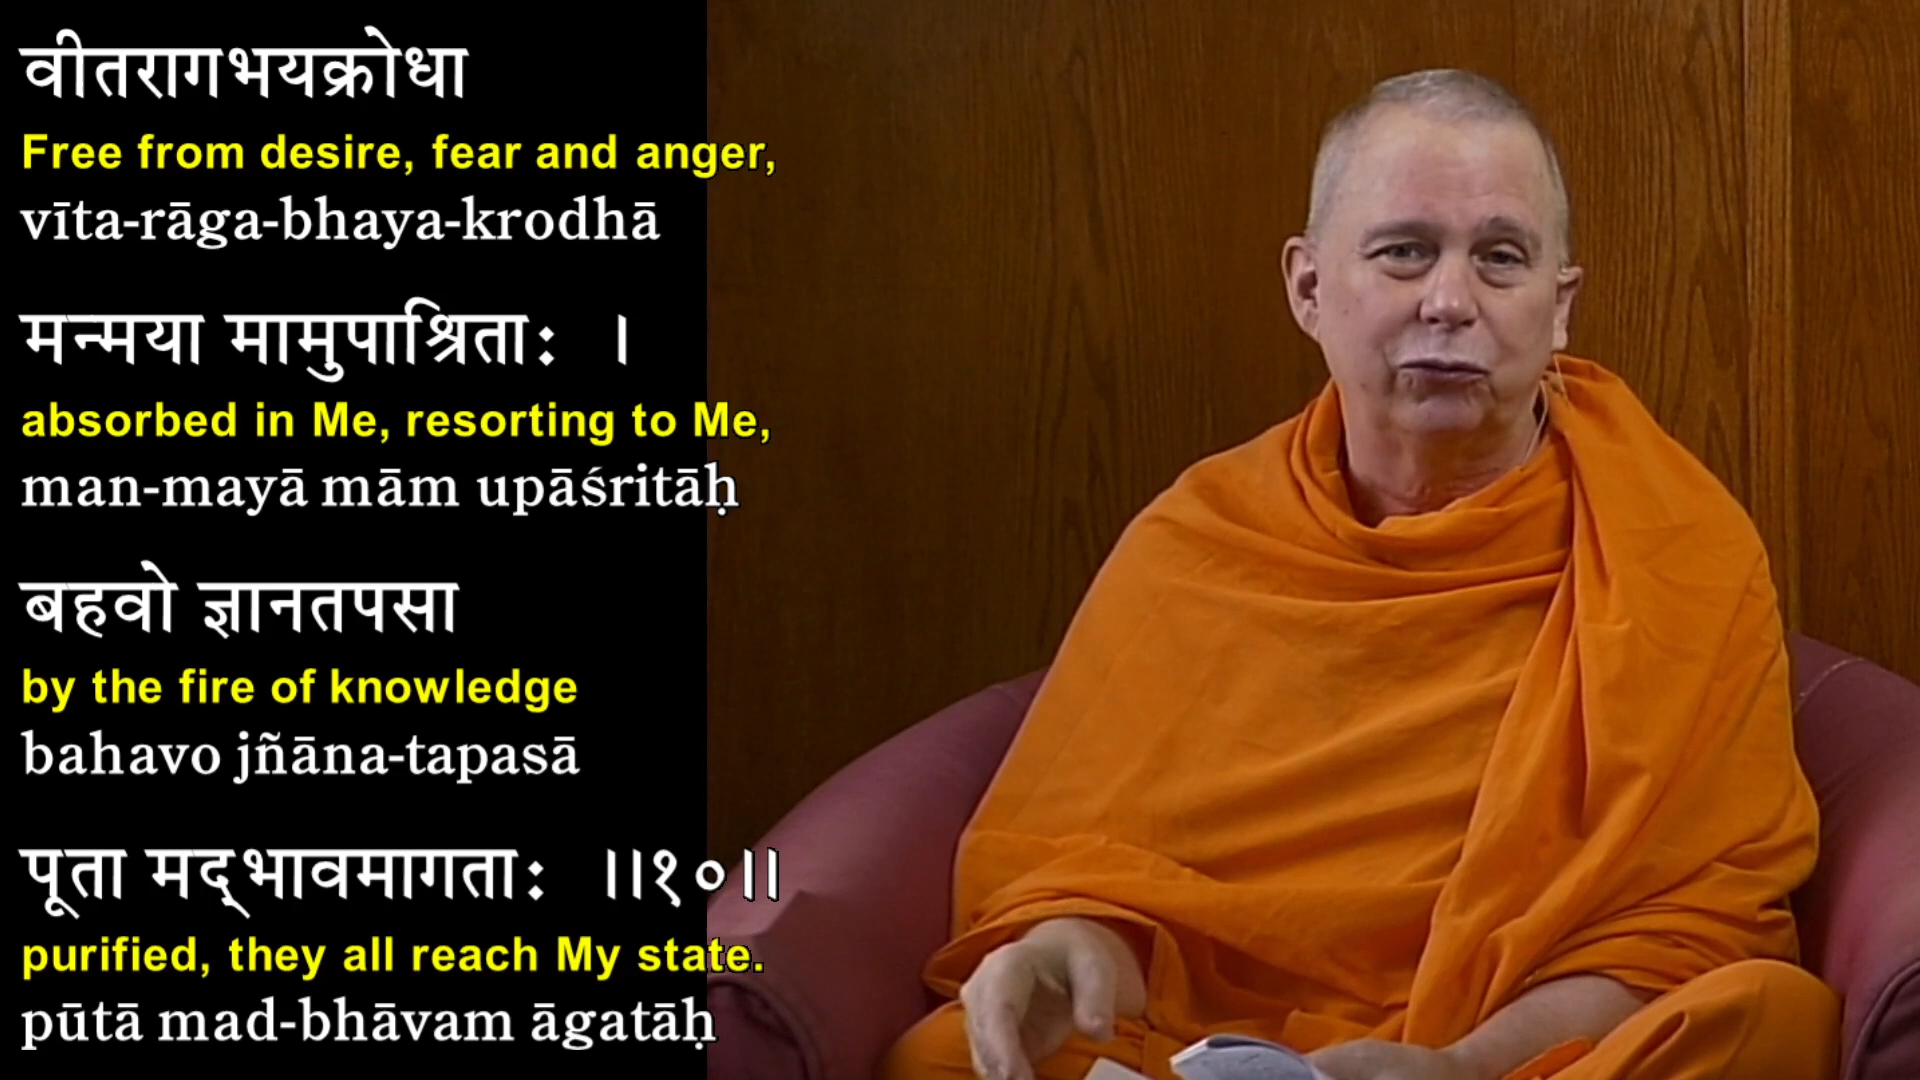 वीतरागभयक्रोधा
Free from desire, fear and anger,
vīta-rāga-bhaya-krodhā
मन्मया मामुपाश्रिताः ।
absorbed in Me, resorting to Me,
man-mayā mām upāśritāḥ
बहवो ज्ञानतपसा
by the fire of knowledge
bahavo jñāna-tapasā
पूता मद्भावमागताः ॥१०॥
purified, they all reach My state.
pūtā mad-bhāvam āgatāḥ